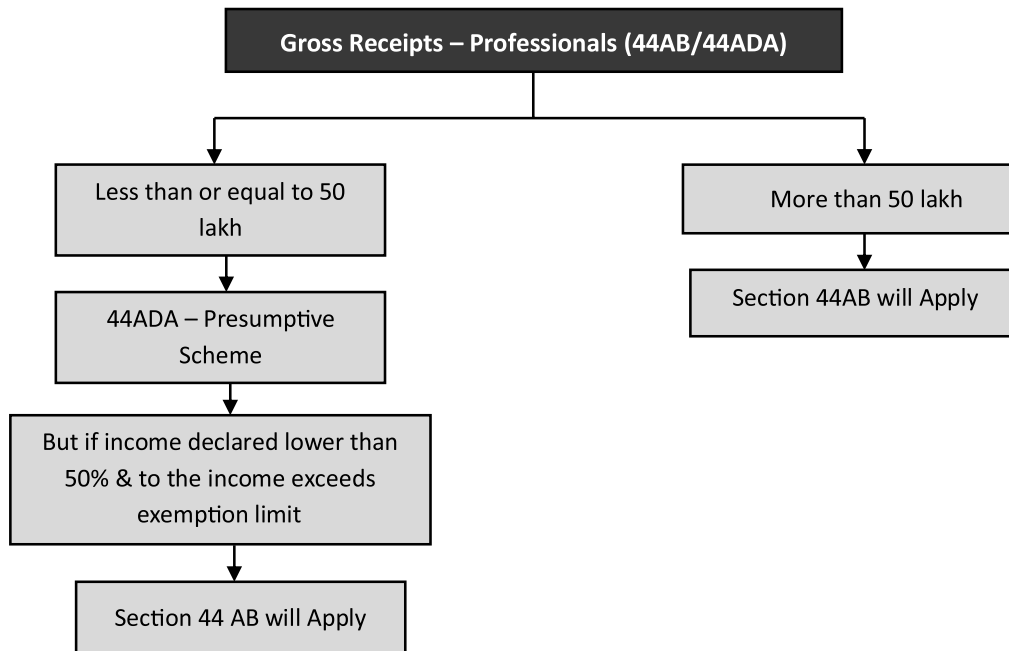 Gross Receipts – Professionals (44AB/44ADA)
Less than or equal to 50
lakh
44ADA – Presumptive
Scheme
But if income declared lower than
50% & to the income exceeds
exemption limit
Section 44 AB will Apply
More than 50 lakh
Section 44AB will Apply